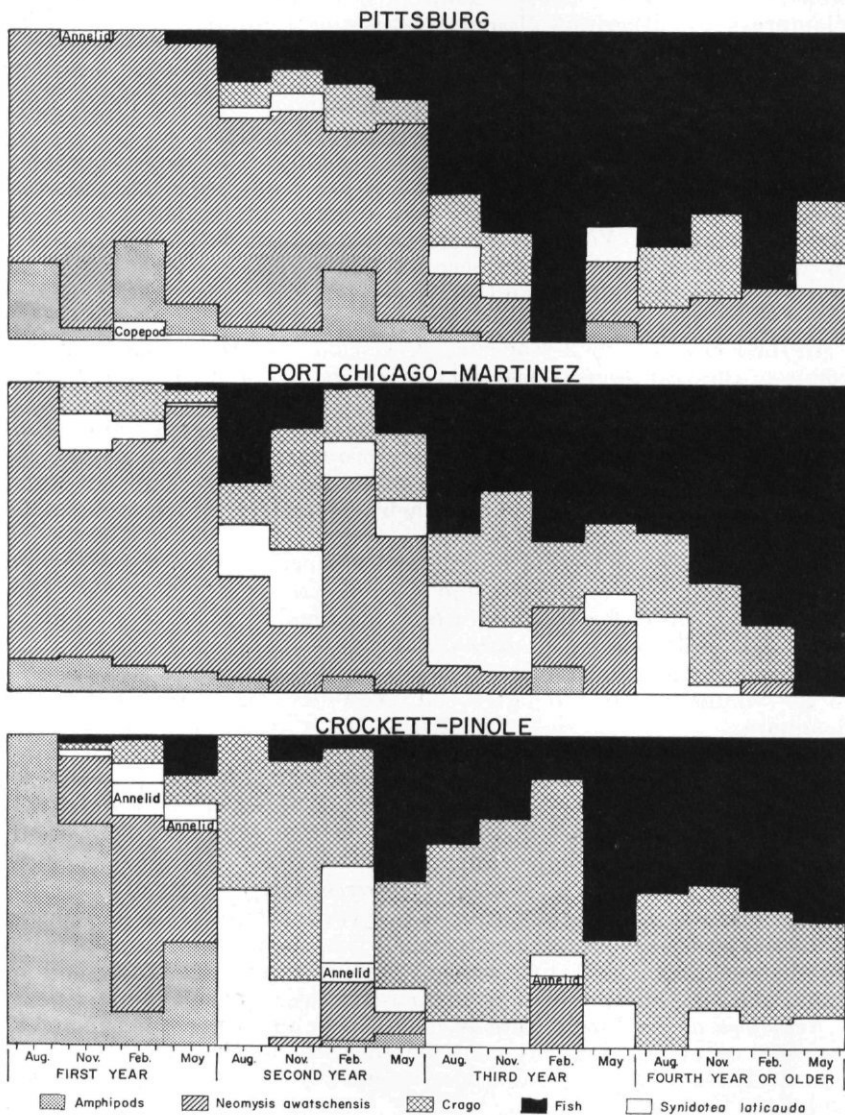 PITTSBURG
Annelid
Copepod
PORT CHICAGO-MARTINEZ
CROCKETT-PINOLE
Annelid
Annelid
Annelid
Annelid
Aug. Nov. Feb. May Aug. Nov. Feb. May Aug. Nov. Feb. May Aug. Nov. Feb. May
FIRST YEAR SECOND YEAR THIRD YEAR FOURTH YEAR OR OLDER
Amphipods Neomysis awatschensis Crago Fish Synidotea laticauda